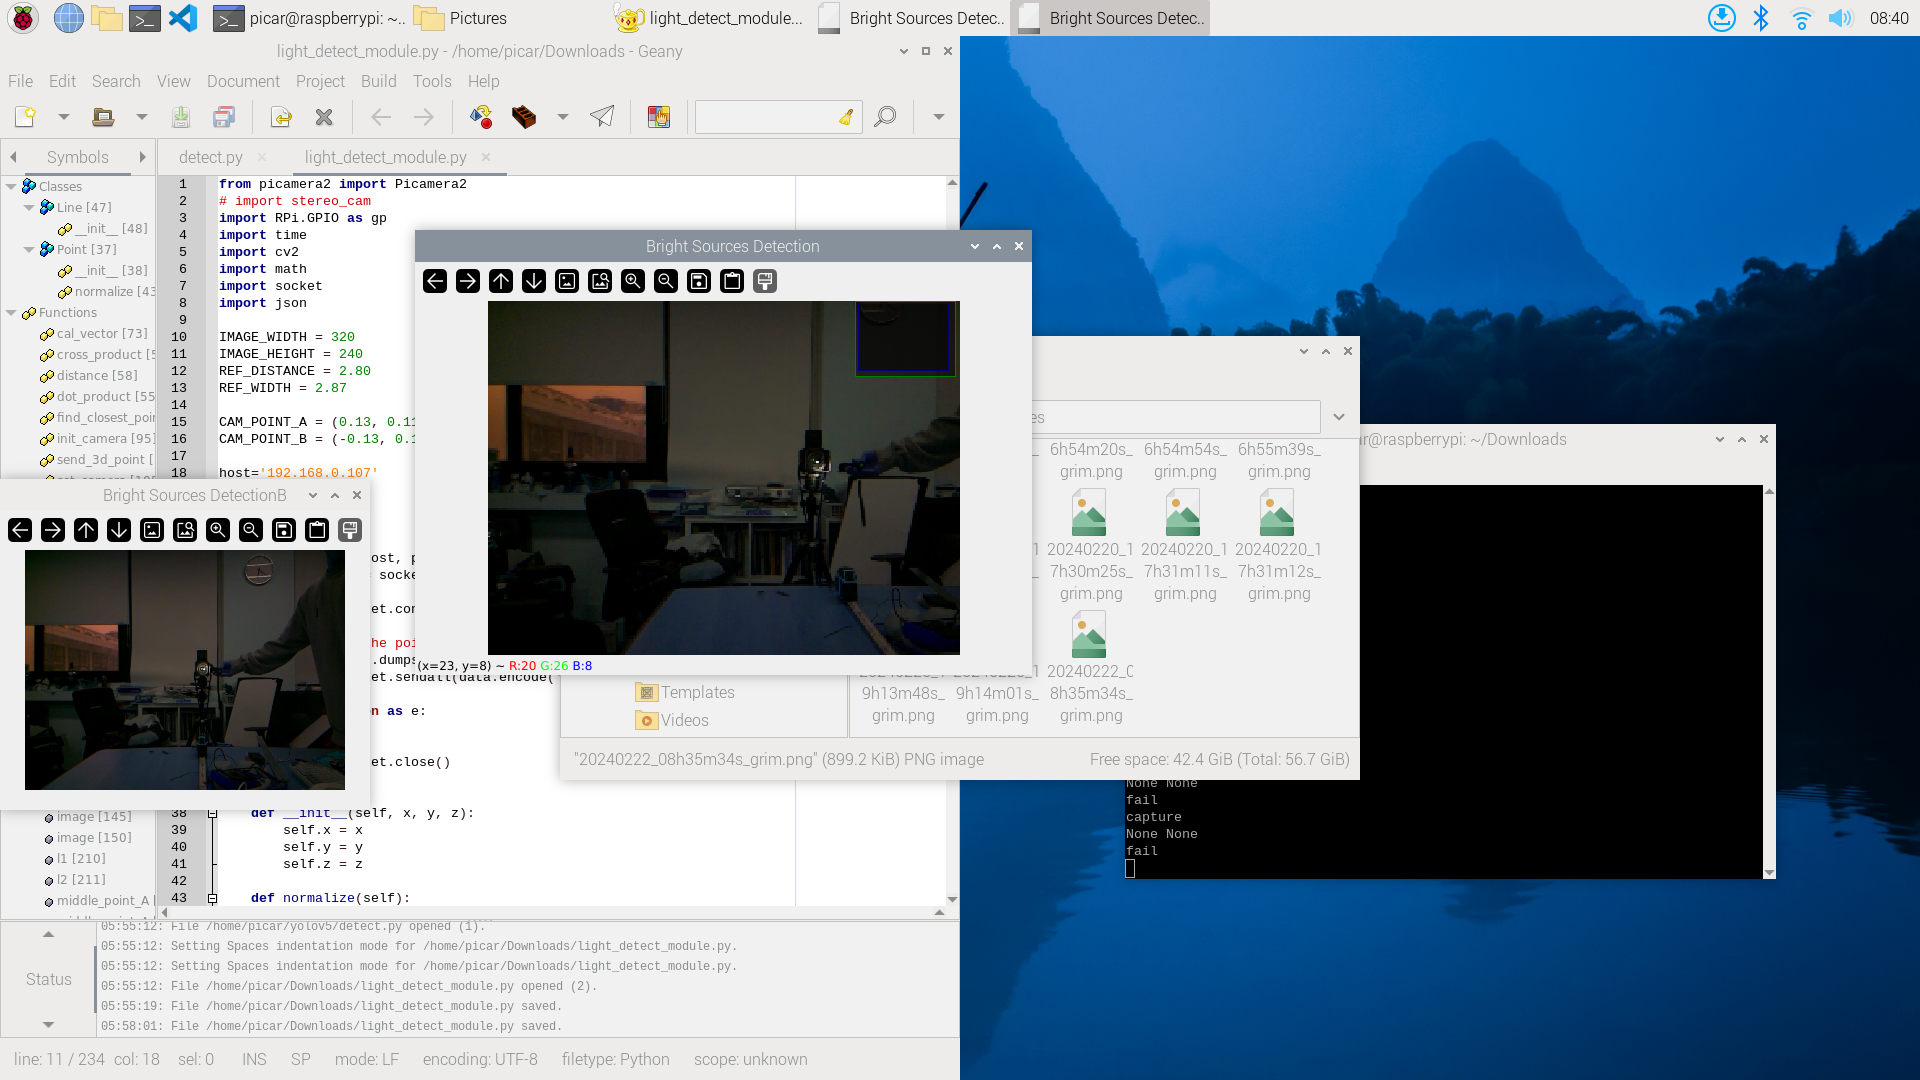 picar@raspberrypi: ~..
Pictures
light_detect_module...
Bright Sources Detec..
Bright Sources Detec..
08:40
light_detect_module.py - /home/picar/Downloads - Geany
File Edit Search View Document Project Build Tools Help
Symbols
detect.py
light_detect_module.py
Classes
Line [47]
__init__ [48]
Point [37]
__init__ [38]
normalize [43
Functions
cal_vector [73]
cross_product [5
distance [58]
dot_product [55
find_closest_poi
init_camera [95]
send_3d_point [
1 from picamera2 import Picamera2
2 # import stereo_cam
3 import RPi.GPIO as gp
4 import time
5 import cv2
6 import math
7 import socket
8 import json
9
10 IMAGE_WIDTH = 320
11 IMAGE_HEIGHT = 240
12 REF_DISTANCE = 2.80
13 REF_WIDTH = 2.87
14
15 CAM_POINT_A = (0.13, 0.11
16 CAM_POINT_B = (-0.13, 0.1
17
18 host='192.168.0.107'
Bright Sources Detection
(x=23, y=8) ~ R:20 G:26 B:8
Bright Sources DetectionB
ost, p
socke
et.con
he poi
.dumps
et.sendall(data.encode(
n as e:
et.close()
38 def __init__(self, x, y, z):
39 self.x = x
40 self.y = y
41 self.z = z
42
43 def normalize(self):
image [145]
image [150]
l1 [210]
l2 [211]
middle_point_A
es
6h54m20s_
grim.png
6h54m54s_
grim.png
6h55m39s_
grim.png
20240220_1
7h30m25s_
grim.png
20240220_1
7h31m11s_
grim.png
20240220_1
7h31m12s_
grim.png
9h13m48s_
grim.png
9h14m01s_
grim.png
20240222_0
8h35m34s_
grim.png
Templates
Videos
"20240222_08h35m34s_grim.png" (899.2 KiB) PNG image
Free space: 42.4 GiB (Total: 56.7 GiB)
ar@raspberrypi: ~/Downloads
None None
fail
capture
None None
fail
Status
05:55:12: File /home/picar/yolov5/detect.py opened (1).
05:55:12: Setting Spaces indentation mode for /home/picar/Downloads/light_detect_module.py.
05:55:12: Setting Spaces indentation mode for /home/picar/Downloads/light_detect_module.py.
05:55:12: File /home/picar/Downloads/light_detect_module.py opened (2).
05:55:19: File /home/picar/Downloads/light_detect_module.py saved.
05:58:01: File /home/picar/Downloads/light_detect_module.py saved.
line: 11 / 234 col: 18 sel: 0 INS SP mode: LF encoding: UTF-8 filetype: Python scope: unknown